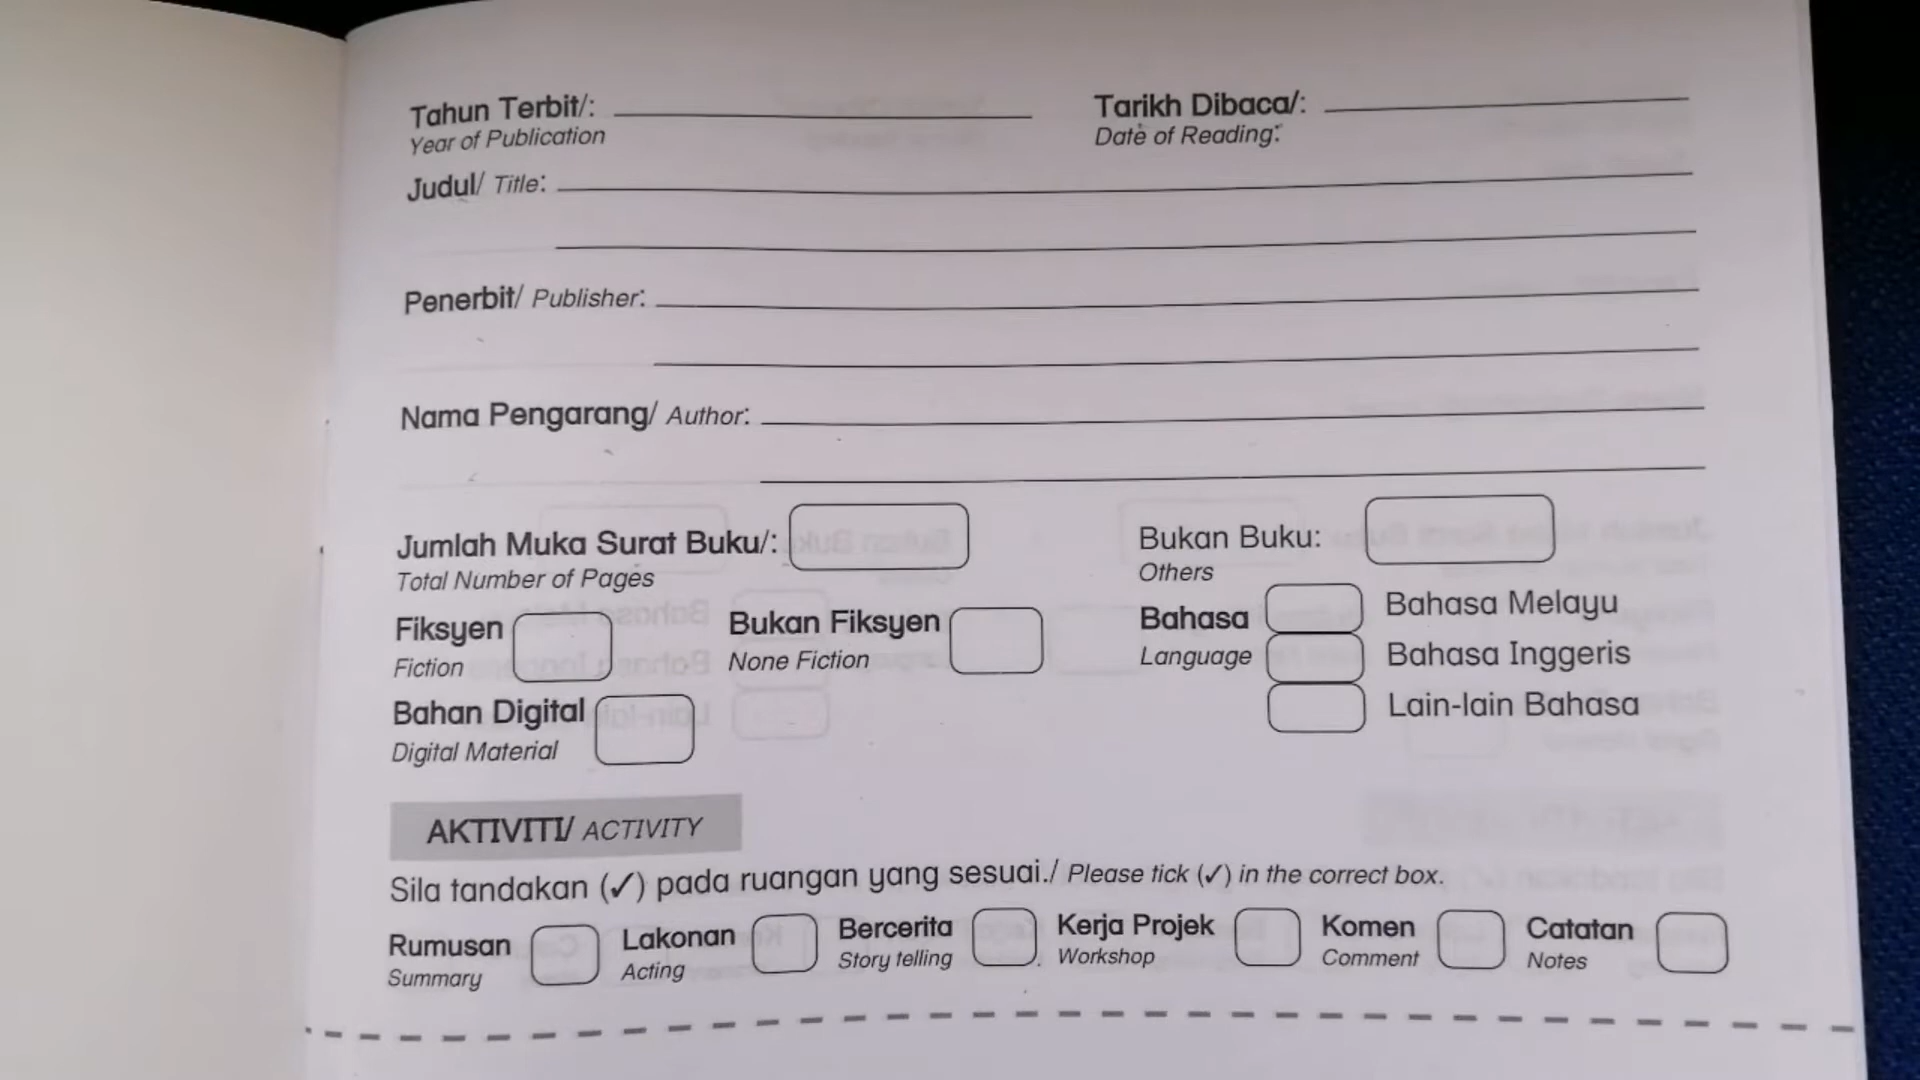 Tahun Terbit/: Tarikh Dibaca/:
Year of Publication Date of Reading:
Judul/ Title:
Penerbit/ Publisher:
Nama Pengarang/ Author:
Jumlah Muka Surat Buku/: Bukan Buku:
Total Number of Pages Others
Fiksyen Bukan Fiksyen Bahasa Bahasa Melayu
Fiction None Fiction Language Bahasa Inggeris
Bahan Digital Lain-lain Bahasa
Digital Material
AKTIVITI/ ACTIVITY
Sila tandakan (✓) pada ruangan yang sesuai./ Please tick (✓) in the correct box.
Rumusan Lakonan Bercerita Kerja Projek Komen Catatan
Summary Acting Story telling Workshop Comment Notes